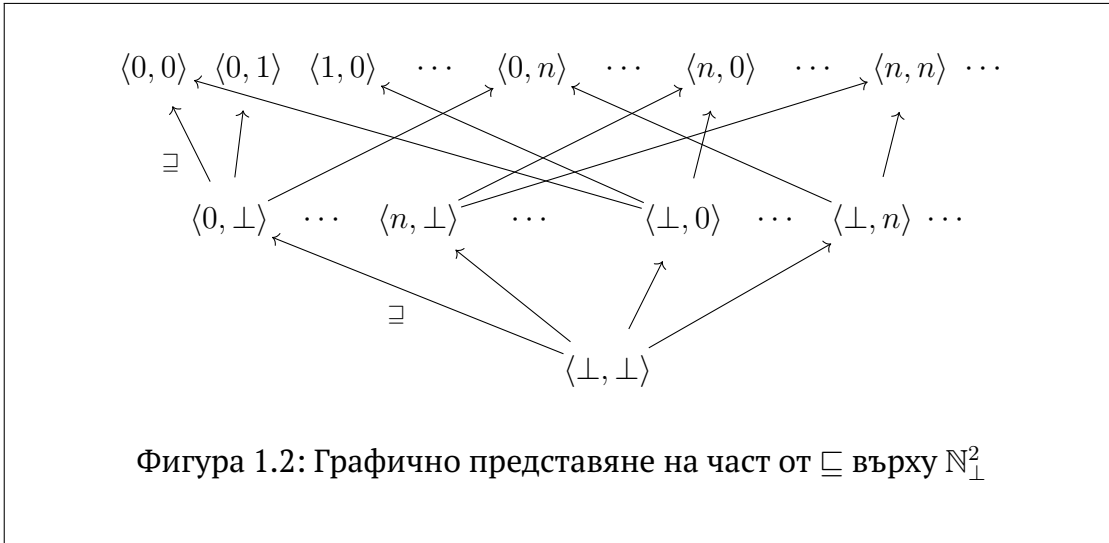 ⟨0, 0⟩ ⟨0, 1⟩ ⟨1, 0⟩ ⋯ ⟨0, n⟩ ⋯ ⟨n, 0⟩ ⋯ ⟨n, n⟩ ⋯
⊒
⟨0, ⊥⟩ ⋯ ⟨n, ⊥⟩ ⋯ ⟨⊥, 0⟩ ⋯ ⟨⊥, n⟩ ⋯
⊒
⟨⊥, ⊥⟩
Фигура 1.2: Графично представяне на част от ⊑ върху ℕ²⊥